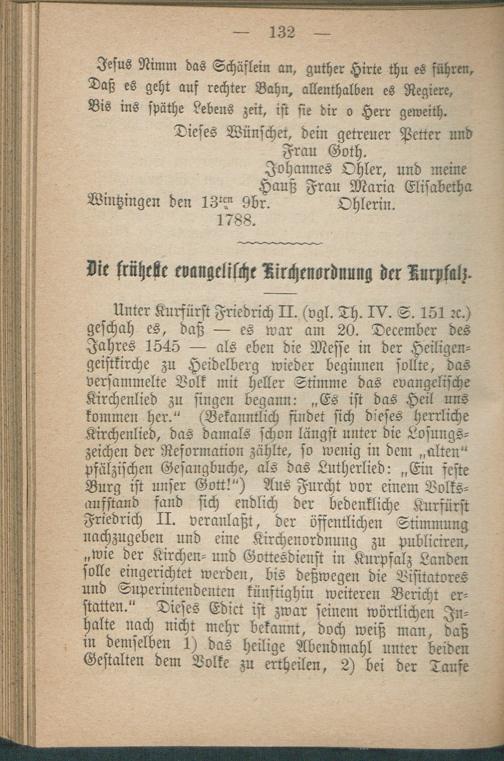 — 132 —
Jesus Nimm das Schäflein an, guther Hirte thu es führen,
Daß es geht auf rechter Bahn, allenthalben es Regiere,
Bis ins späthe Lebens zeit, ist sie dir o Herr geweith.
Dieses Wünschet, dein getreuer Petter und
Frau Goth.
Johannes Ohler, und meine
Hauß Frau Maria Elisabetha
Wintzingen den 13ten 9br. Ohlerin.
1788.
Die früheste evangelische Kirchenordnung der Kurpfalz.
Unter Kurfürst Friedrich II. (vgl. Th. IV. S. 151 ꝛc.)
geschah es, daß — es war am 20. December des
Jahres 1545 — als eben die Messe in der Heiligen-
geistkirche zu Heidelberg wieder beginnen sollte, das
versammelte Volk mit heller Stimme das evangelische
Kirchenlied zu singen begann: „Es ist das Heil uns
kommen her.“ (Bekanntlich findet sich dieses herrliche
Kirchenlied, das damals schon längst unter die Losungs-
zeichen der Reformation zählte, so wenig in dem „alten“
pfälzischen Gesangbuche, als das Lutherlied: „Ein feste
Burg ist unser Gott!“) Aus Furcht vor einem Volks-
aufstand fand sich endlich der bedenkliche Kurfürst
Friedrich II. veranlaßt, der öffentlichen Stimmung
nachzugeben und eine Kirchenordnung zu publiciren,
„wie der Kirchen- und Gottesdienst in Kurpfalz Landen
solle eingerichtet werden, bis deßwegen die Visitatores
und Superintendenten künftighin weiteren Bericht er-
statten.“ Dieses Edict ist zwar seinem wörtlichen In-
halte nach nicht mehr bekannt, doch weiß man, daß
in demselben 1) das heilige Abendmahl unter beiden
Gestalten dem Volke zu ertheilen, 2) bei der Taufe